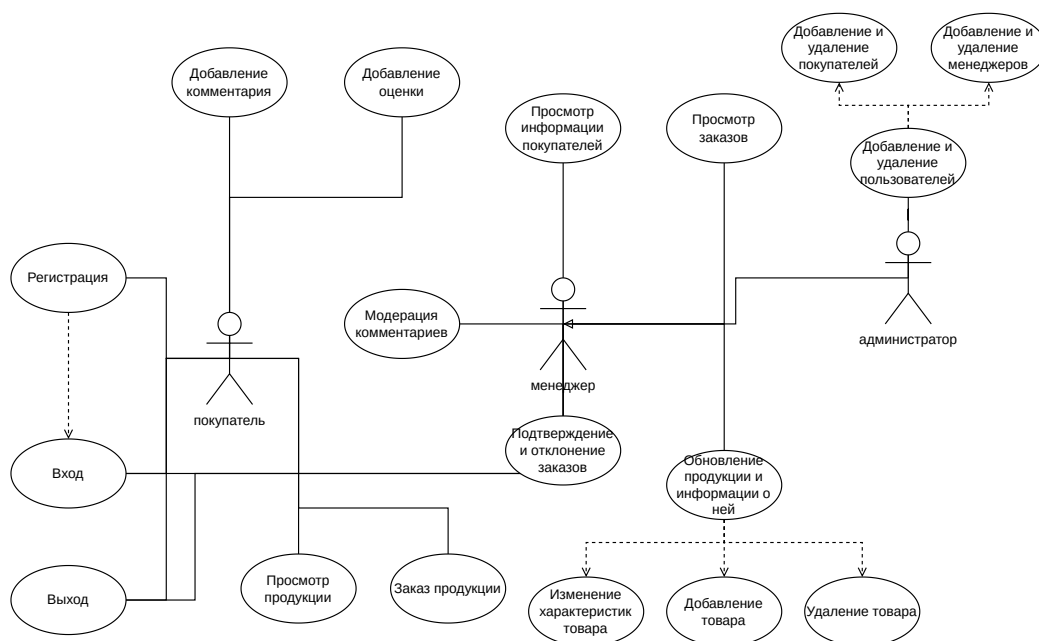 Добавление и
удаление
покупателей
Добавление и
удаление
менеджеров
Добавление
комментария
Добавление
оценки
Просмотр
информации
покупателей
Просмотр
заказов
Добавление и
удаление
пользователей
Регистрация
Модерация
комментариев
администратор
менеджер
покупатель
Подтверждение
и отклонение
заказов
Вход
Обновление
продукции и
информации о
ней
Просмотр
продукции
Заказ продукции
Выход
Изменение
характеристик
товара
Добавление
товара
Удаление товара